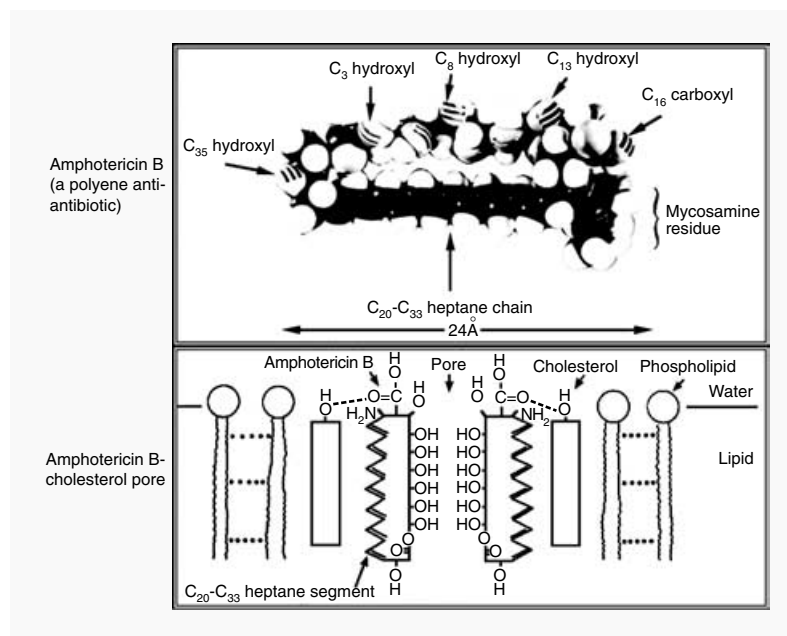 Amphotericin B
(a polyene anti-
antibiotic)
C3 hydroxyl
C8 hydroxyl
C13 hydroxyl
C16 carboxyl
C35 hydroxyl
Mycosamine
residue
C20-C33 heptane chain
24Å
Amphotericin B-
cholesterol pore
Amphotericin B
Pore
Cholesterol
Phospholipid
Water
Lipid
H
O
H
O
O=C
H
O
H2N
OH
OH
OH
OH
OH
OH
O
O
O
H
H
O
H
O
C=O
H
O
NH2
HO
HO
HO
HO
HO
HO
O
O
O
H
C20-C33 heptane segment